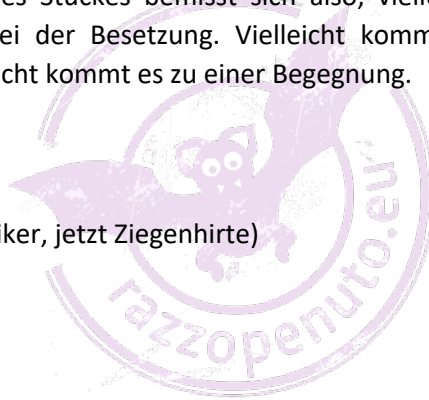 es Stückes bemisst sich also, viell
ei der Besetzung. Vielleicht komm
cht kommt es zu einer Begegnung.
iker, jetzt Ziegenhirte)
razzopenuto.eu